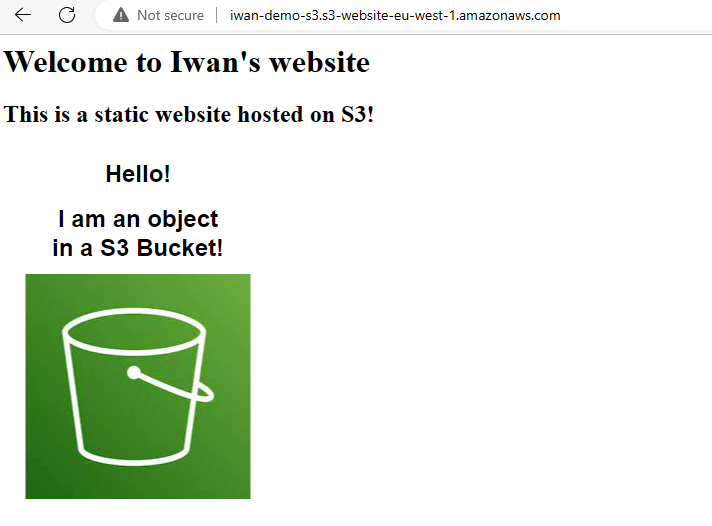 Not secure
iwan-demo-s3.s3-website-eu-west-1.amazonaws.com
Welcome to Iwan's website
This is a static website hosted on S3!
Hello!
I am an object
in a S3 Bucket!